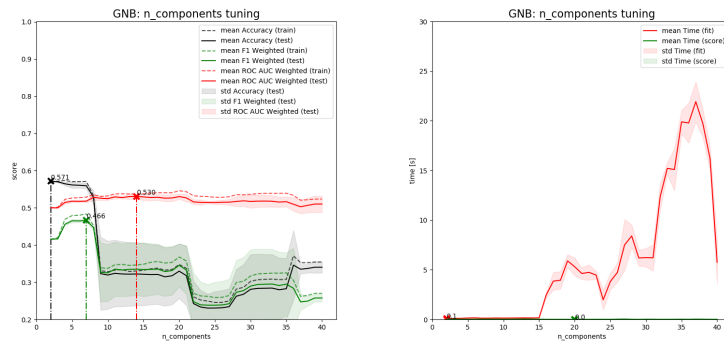 GNB: n_components tuning
1.0
0.9
0.8
0.7
0.6
0.5
0.4
0.3
0.2
score
mean Accuracy (train)
mean Accuracy (test)
mean F1 Weighted (train)
mean F1 Weighted (test)
mean ROC AUC Weighted (train)
mean ROC AUC Weighted (test)
std Accuracy (test)
std F1 Weighted (test)
std ROC AUC Weighted (test)
0.571
0.530
0.466
0 5 10 15 20 25 30 35 40
n_components
GNB: n_components tuning
30
25
20
15
10
5
0
time [s]
mean Time (fit)
mean Time (score)
std Time (fit)
std Time (score)
0.1
0.0
0 5 10 15 20 25 30 35 40
n_components